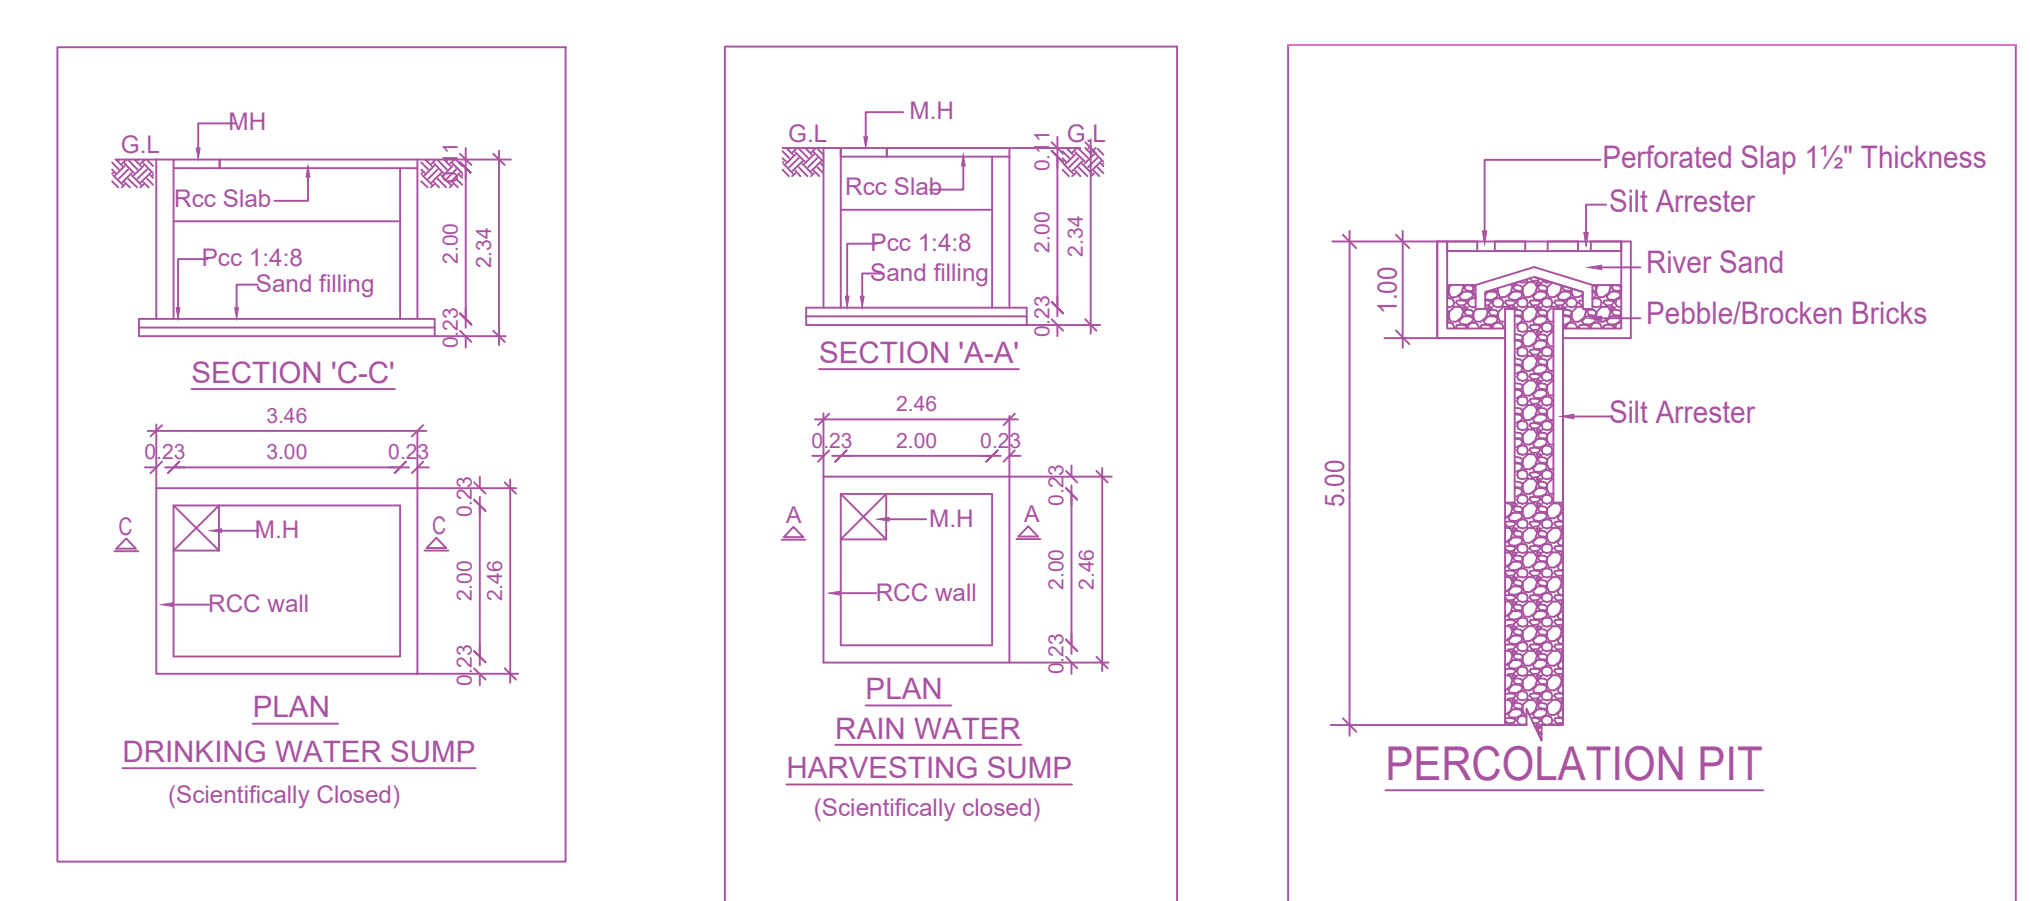 MH
G.L
0.11
Rcc Slab
2.00
2.34
Pcc 1:4:8
Sand filling
0.23
SECTION 'C-C'
3.46
0.23
3.00
0.23
0.23
C
C
M.H
2.00
2.46
RCC wall
0.23
PLAN
DRINKING WATER SUMP
(Scientifically Closed)
M.H
G.L
G.L
0.11
Rcc Slab
2.00
2.34
Pcc 1:4:8
Sand filling
0.23
SECTION 'A-A'
2.46
0.23
2.00
0.23
0.23
A
A
M.H
2.00
2.46
RCC wall
0.23
PLAN
RAIN WATER
HARVESTING SUMP
(Scientifically closed)
Perforated Slap 1½" Thickness
Silt Arrester
River Sand
1.00
Pebble/Brocken Bricks
Silt Arrester
5.00
PERCOLATION PIT